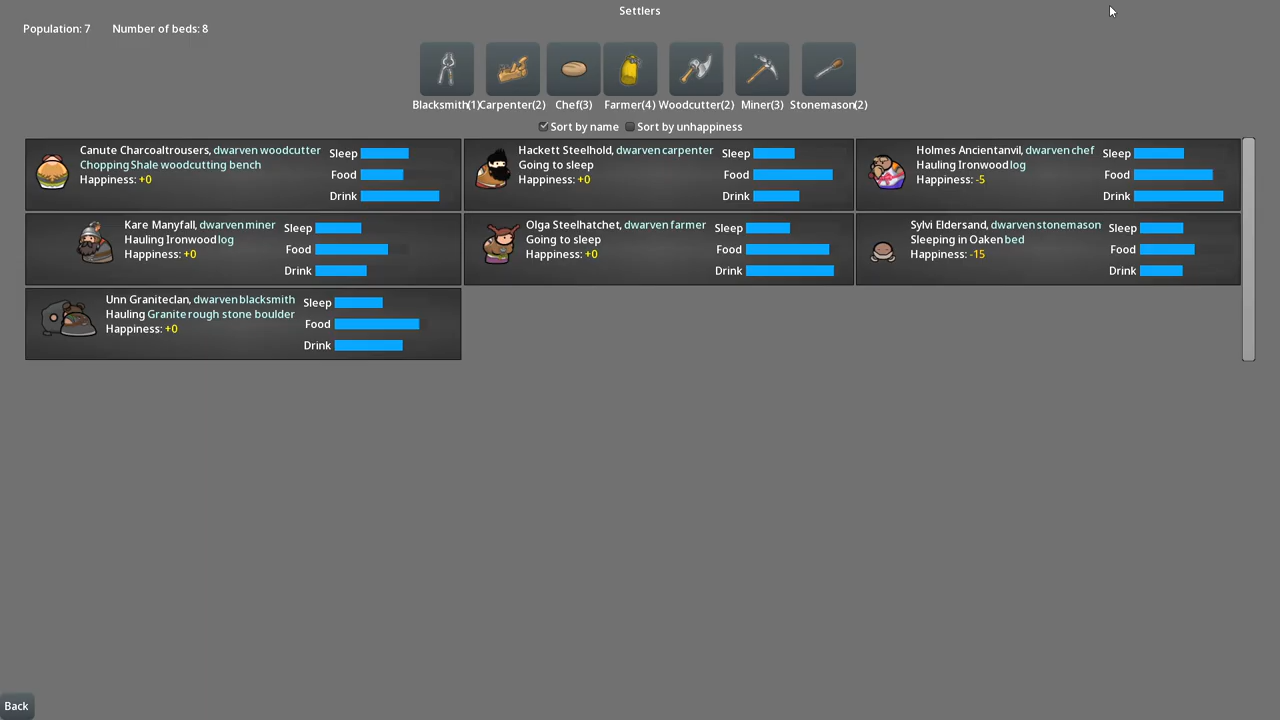 Settlers
Population: 7 Number of beds: 8
Blacksmith(1) Carpenter(2) Chef(3) Farmer(4) Woodcutter(2) Miner(3) Stonemason(2)
Sort by name Sort by unhappiness
Canute Charcoaltrousers, dwarven woodcutter
Chopping Shale woodcutting bench
Happiness: +0
Sleep
Food
Drink
Hackett Steelhold, dwarven carpenter
Going to sleep
Happiness: +0
Sleep
Food
Drink
Holmes Ancientanvil, dwarven chef
Hauling Ironwood log
Happiness: -5
Sleep
Food
Drink
Kare Manyfall, dwarven miner
Hauling Ironwood log
Happiness: +0
Sleep
Food
Drink
Olga Steelhatchet, dwarven farmer
Going to sleep
Happiness: +0
Sleep
Food
Drink
Sylvi Eldersand, dwarven stonemason
Sleeping in Oaken bed
Happiness: -15
Sleep
Food
Drink
Unn Graniteclan, dwarven blacksmith
Hauling Granite rough stone boulder
Happiness: +0
Sleep
Food
Drink
Back